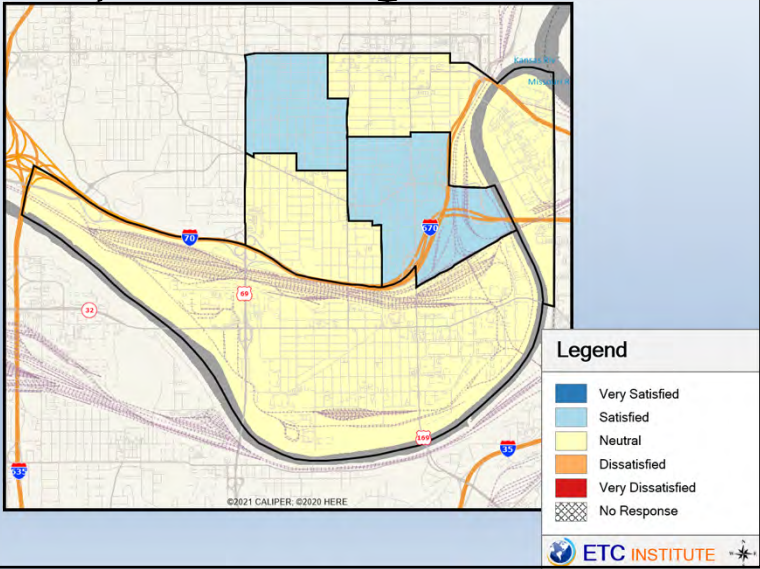 Kansas
Missouri R
670
70
69
32
169
635
35
©2021 CALIPER; ©2020 HERE
Legend
Very Satisfied
Satisfied
Neutral
Dissatisfied
Very Dissatisfied
No Response
ETC INSTITUTE